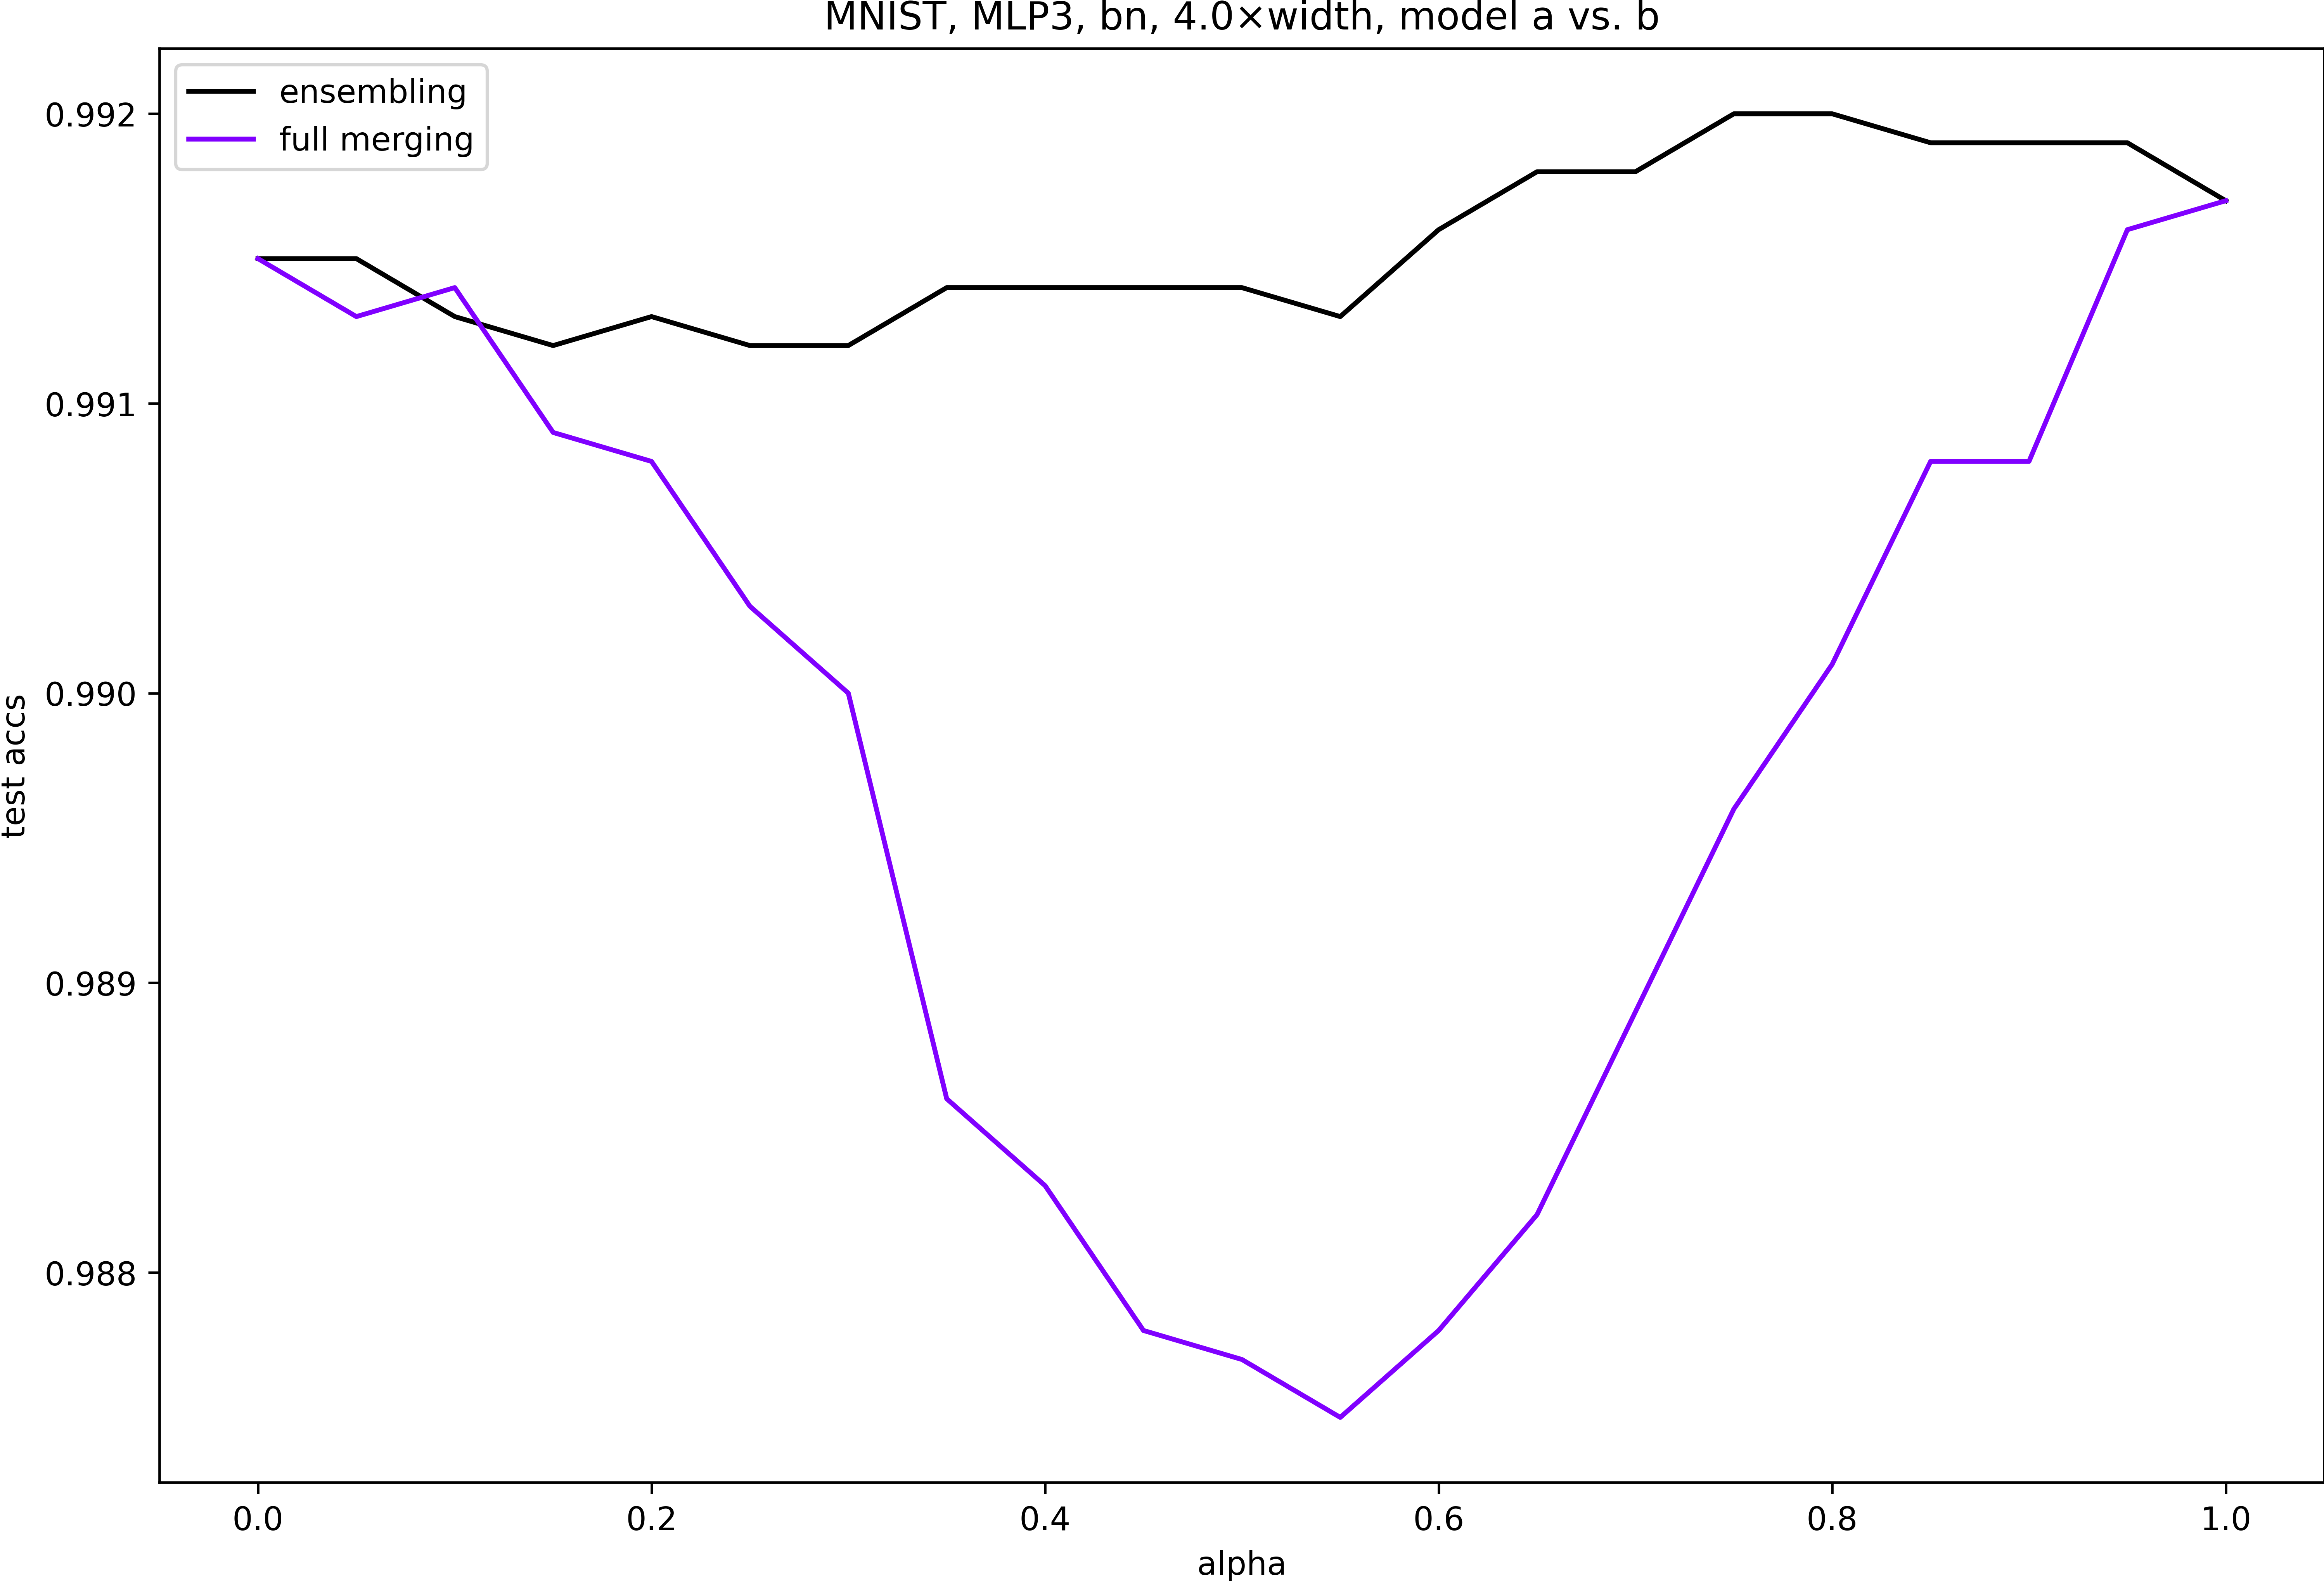 MNIST, MLP3, bn, 4.0×width, model a vs. b
ensembling
full merging
0.992
0.991
0.990
0.989
0.988
test accs
0.0 0.2 0.4 0.6 0.8 1.0
alpha